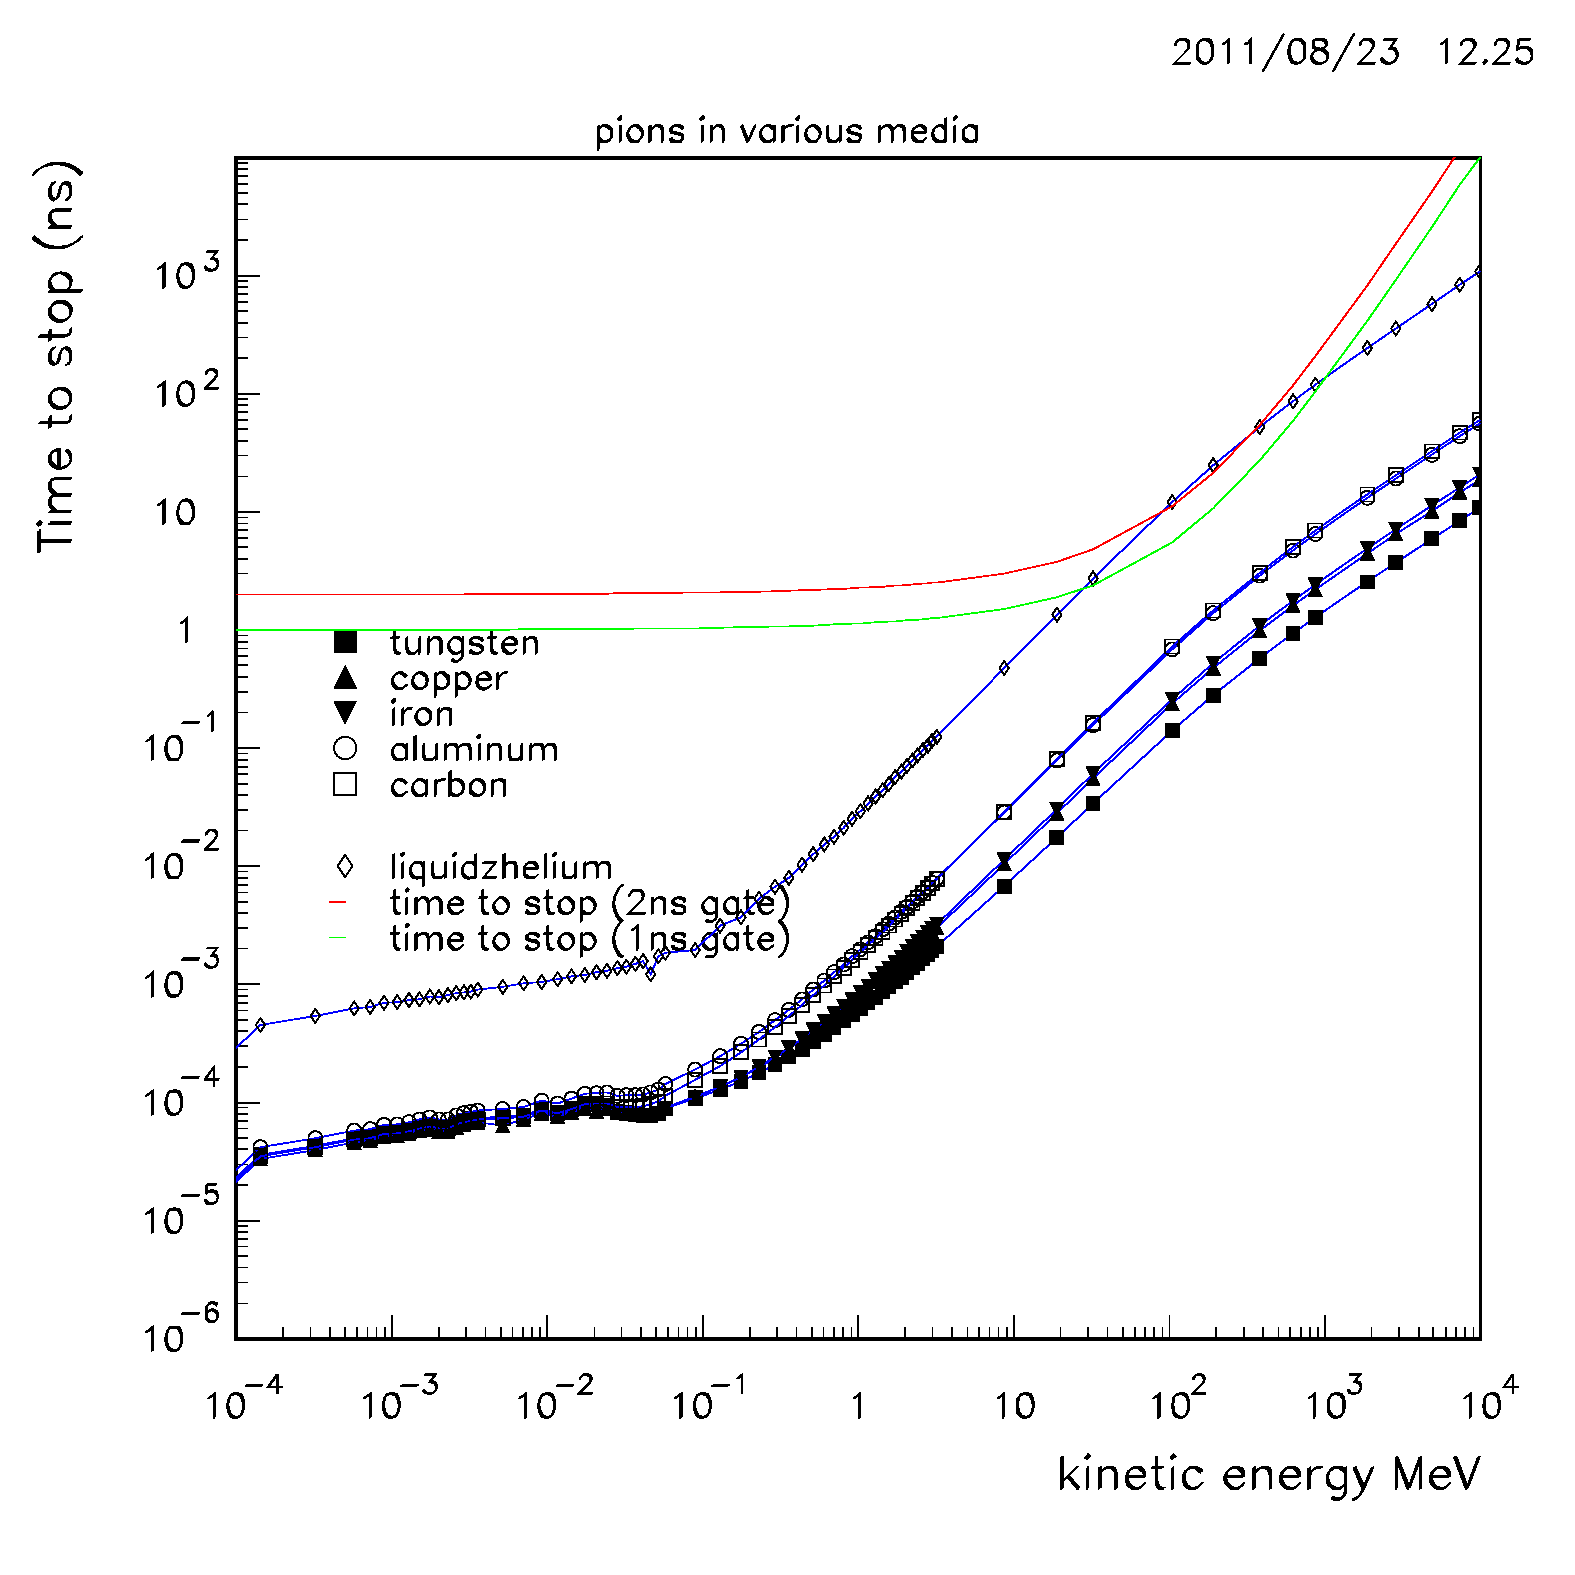 2011/08/23 12.25
pions in various media
Time to stop (ns)
10^3
10^2
10
1
10^-1
10^-2
10^-3
10^-4
10^-5
10^-6
tungsten
copper
iron
aluminum
carbon
liquidzhelium
time to stop (2ns gate)
time to stop (1ns gate)
10^-4 10^-3 10^-2 10^-1 1 10 10^2 10^3 10^4
kinetic energy MeV